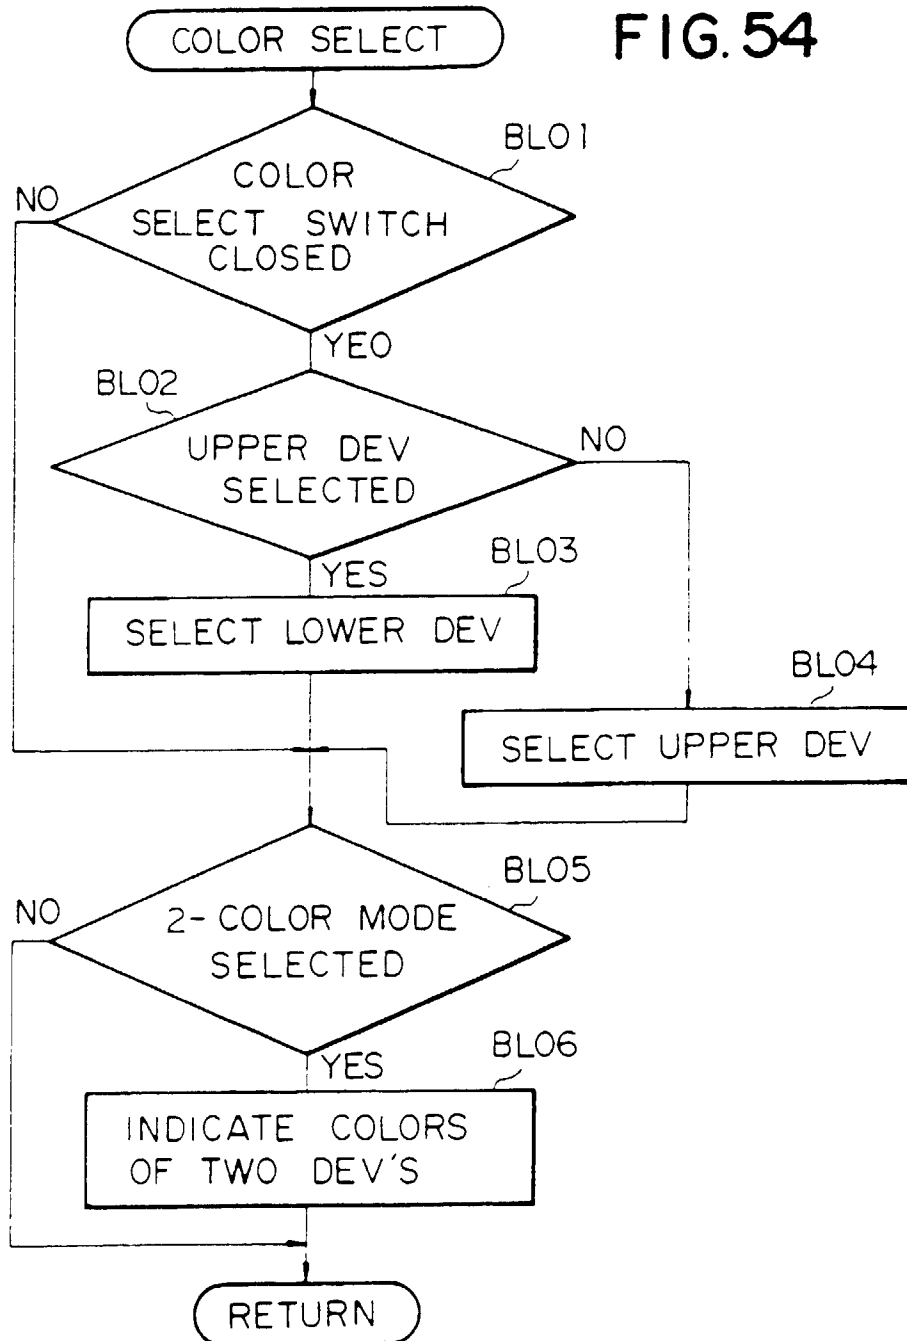 COLOR SELECT
FIG. 54
BL01
NO
COLOR
SELECT SWITCH
CLOSED
YEO
BL02
UPPER DEV
SELECTED
NO
YES
BL03
SELECT LOWER DEV
BL04
SELECT UPPER DEV
BL05
NO
2-COLOR MODE
SELECTED
YES
BL06
INDICATE COLORS
OF TWO DEV'S
RETURN